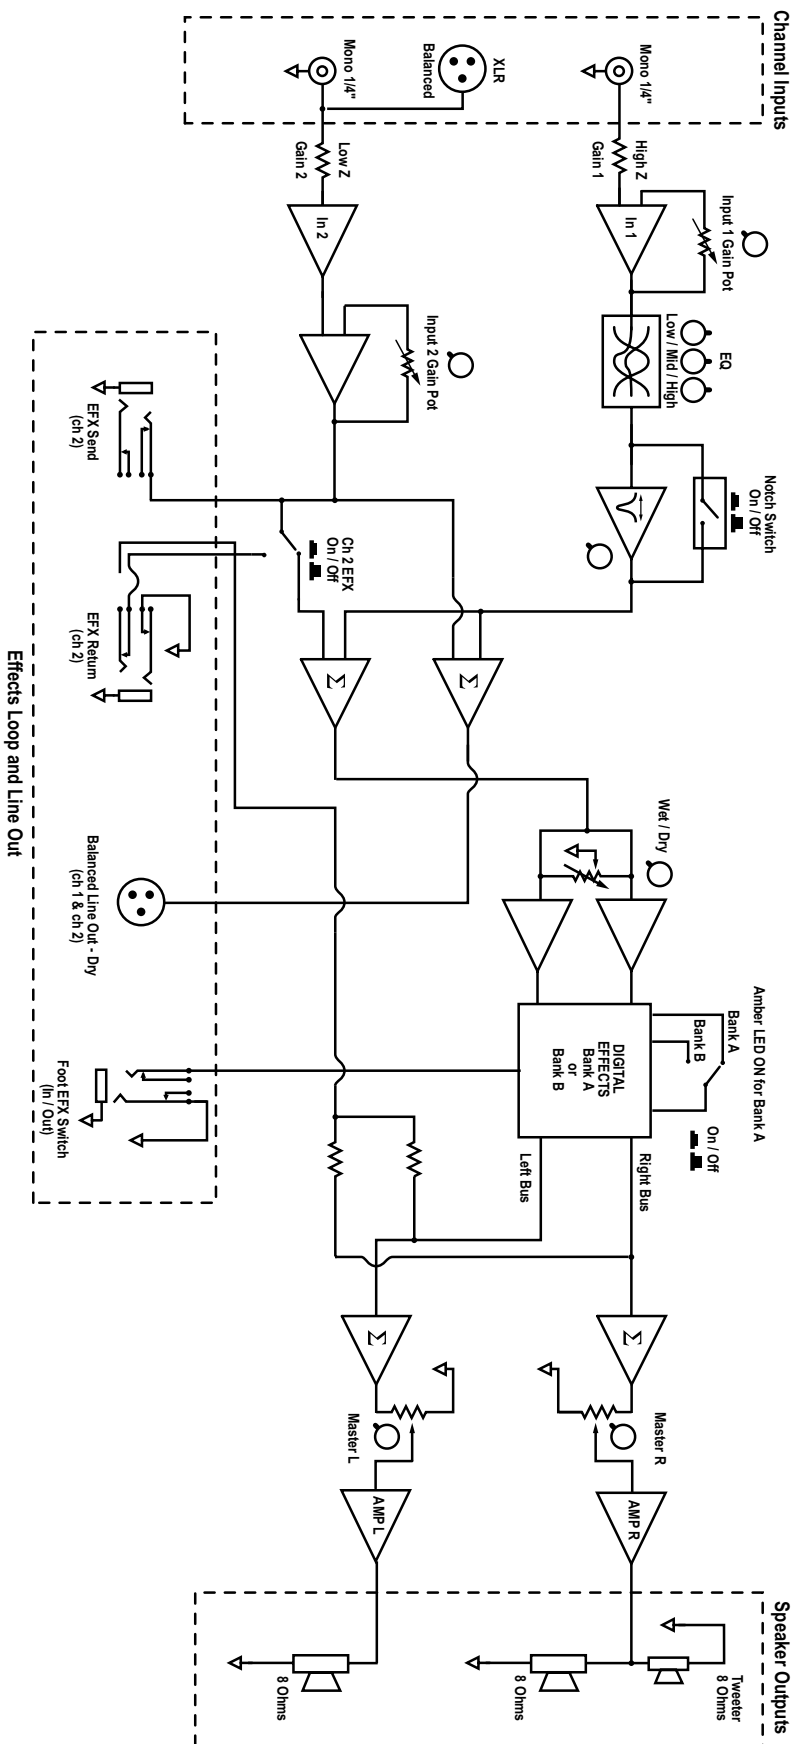 Channel Inputs
Mono 1/4"
XLR
Balanced
Mono 1/4"
High Z
Gain 1
Low Z
Gain 2
In 1
In 2
Input 1 Gain Pot
Input 2 Gain Pot
EQ
Low / Mid / High
Notch Switch
On / Off
Ch 2 EFX
On / Off
EFX Send
(ch 2)
EFX Return
(ch 2)
Σ
Σ
Wet / Dry
Balanced Line Out - Dry
(ch 1 & ch 2)
Effects Loop and Line Out
Amber LED ON for Bank A
Bank A
Bank B
On / Off
DIGITAL
EFFECTS
Bank A
or
Bank B
Foot EFX Switch
(In / Out)
Right Bus
Left Bus
Σ
Σ
Master R
Master L
AMP R
AMP L
Speaker Outputs
Tweeter
8 Ohms
8 Ohms
8 Ohms